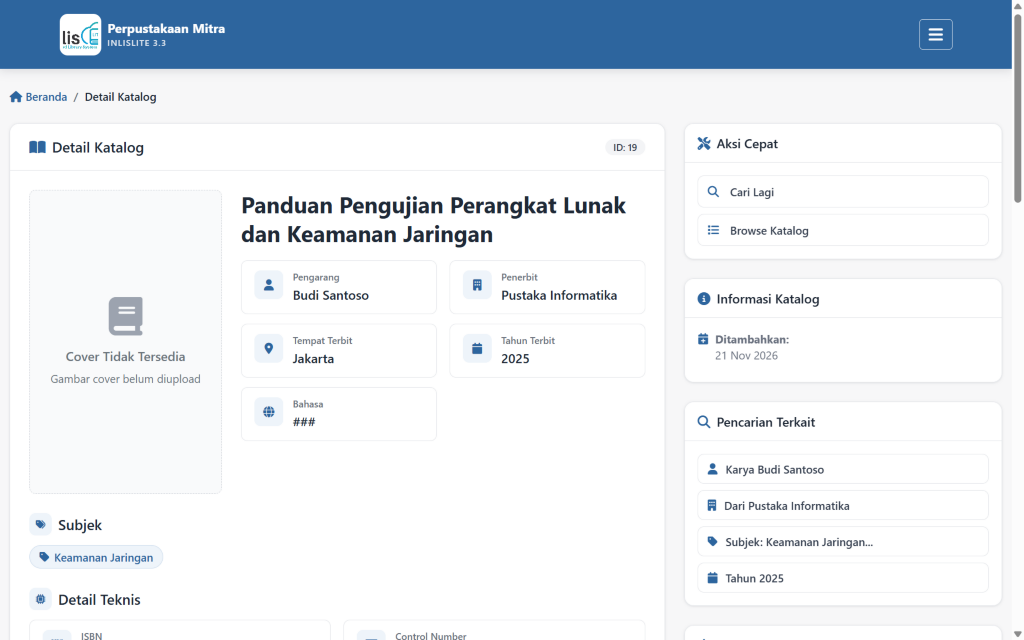 lis
Perpustakaan Mitra
INLISLITE 3.3
Beranda / Detail Katalog
Detail Katalog
ID: 19
Cover Tidak Tersedia
Gambar cover belum diupload
Panduan Pengujian Perangkat Lunak
dan Keamanan Jaringan
Pengarang
Budi Santoso
Penerbit
Pustaka Informatika
Tempat Terbit
Jakarta
Tahun Terbit
2025
Bahasa
###
Subjek
Keamanan Jaringan
Detail Teknis
ISBN
Control Number
Aksi Cepat
Cari Lagi
Browse Katalog
Informasi Katalog
Ditambahkan:
21 Nov 2026
Pencarian Terkait
Karya Budi Santoso
Dari Pustaka Informatika
Subjek: Keamanan Jaringan...
Tahun 2025